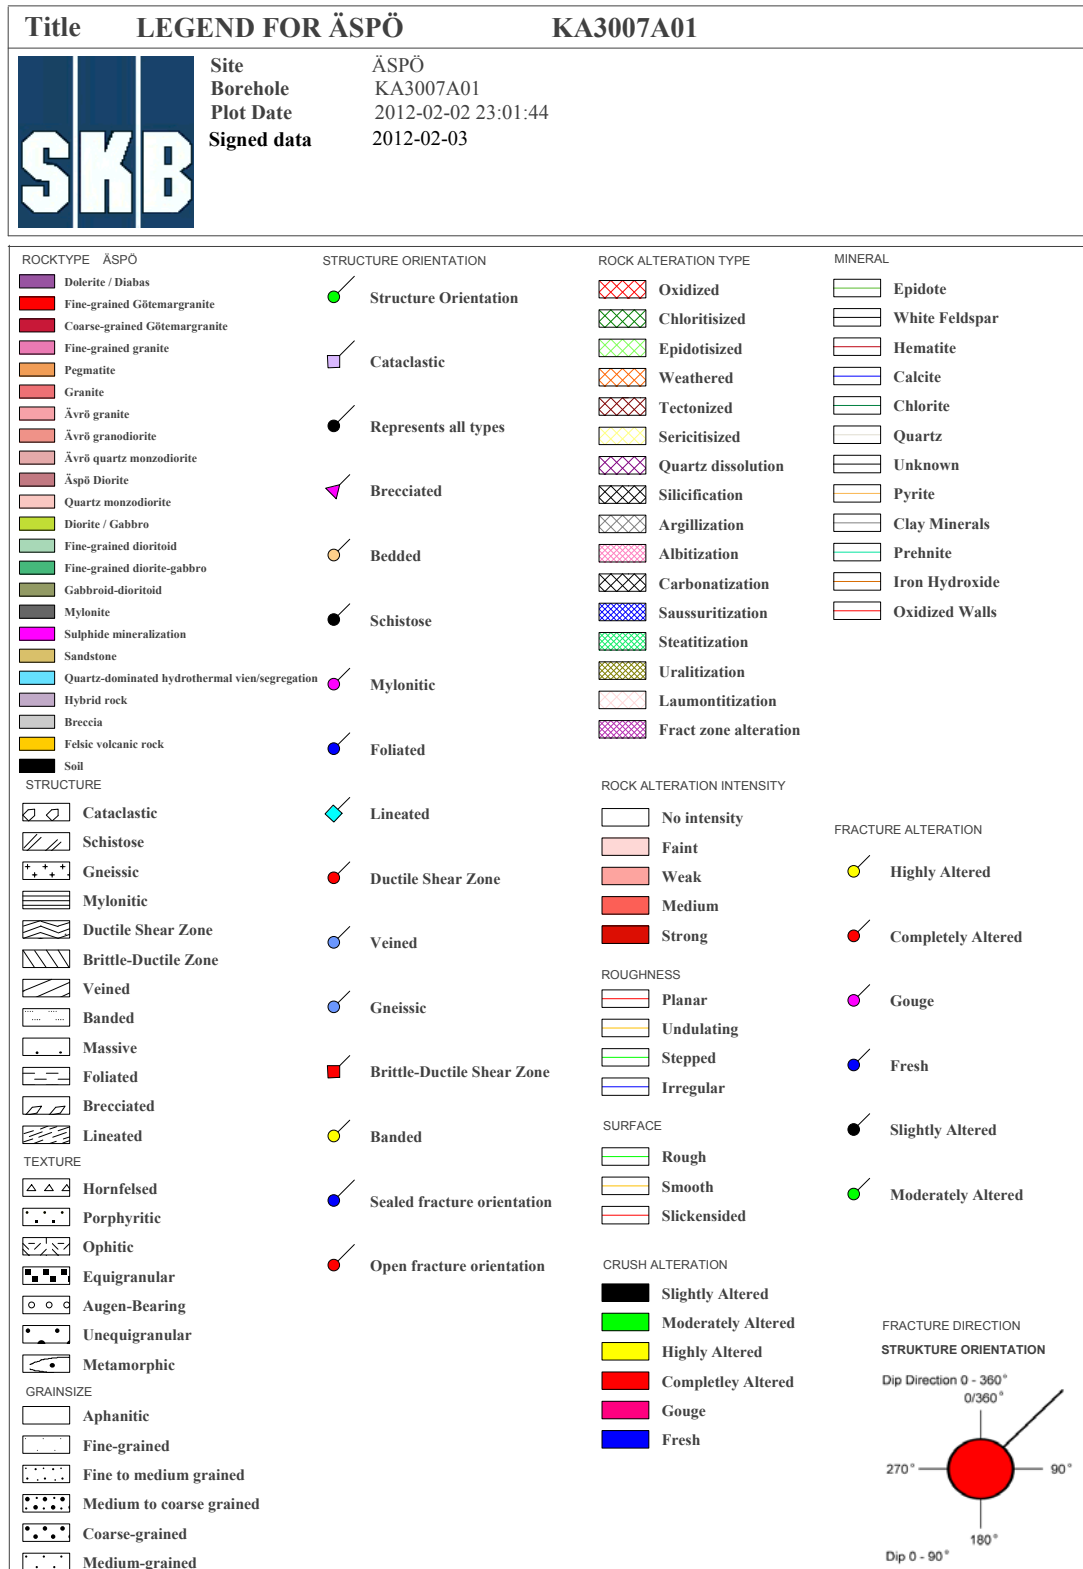 Title LEGEND FOR ÄSPÖ KA3007A01
SKB
Site ÄSPÖ
Borehole KA3007A01
Plot Date 2012-02-02 23:01:44
Signed data 2012-02-03
ROCKTYPE ÄSPÖ
Dolerite / Diabas
Fine-grained Götemargranite
Coarse-grained Götemargranite
Fine-grained granite
Pegmatite
Granite
Ävrö granite
Ävrö granodiorite
Ävrö quartz monzodiorite
Äspö Diorite
Quartz monzodiorite
Diorite / Gabbro
Fine-grained dioritoid
Fine-grained diorite-gabbro
Gabbroid-dioritoid
Mylonite
Sulphide mineralization
Sandstone
Quartz-dominated hydrothermal vien/segregation
Hybrid rock
Breccia
Felsic volcanic rock
Soil
STRUCTURE
Cataclastic
Schistose
Gneissic
Mylonitic
Ductile Shear Zone
Brittle-Ductile Zone
Veined
Banded
Massive
Foliated
Brecciated
Lineated
TEXTURE
Hornfelsed
Porphyritic
Ophitic
Equigranular
Augen-Bearing
Unequigranular
Metamorphic
GRAINSIZE
Aphanitic
Fine-grained
Fine to medium grained
Medium to coarse grained
Coarse-grained
Medium-grained
STRUCTURE ORIENTATION
Structure Orientation
Cataclastic
Represents all types
Brecciated
Bedded
Schistose
Mylonitic
Foliated
Lineated
Ductile Shear Zone
Veined
Gneissic
Brittle-Ductile Shear Zone
Banded
Sealed fracture orientation
Open fracture orientation
ROCK ALTERATION TYPE
Oxidized
Chloritisized
Epidotisized
Weathered
Tectonized
Sericitisized
Quartz dissolution
Silicification
Argillization
Albitization
Carbonatization
Saussuritization
Steatitization
Uralitization
Laumontitization
Fract zone alteration
ROCK ALTERATION INTENSITY
No intensity
Faint
Weak
Medium
Strong
ROUGHNESS
Planar
Undulating
Stepped
Irregular
SURFACE
Rough
Smooth
Slickensided
CRUSH ALTERATION
Slightly Altered
Moderately Altered
Highly Altered
Completley Altered
Gouge
Fresh
MINERAL
Epidote
White Feldspar
Hematite
Calcite
Chlorite
Quartz
Unknown
Pyrite
Clay Minerals
Prehnite
Iron Hydroxide
Oxidized Walls
FRACTURE ALTERATION
Highly Altered
Completely Altered
Gouge
Fresh
Slightly Altered
Moderately Altered
FRACTURE DIRECTION
STRUKTURE ORIENTATION
Dip Direction 0 - 360°
0/360°
270° 90°
180°
Dip 0 - 90°